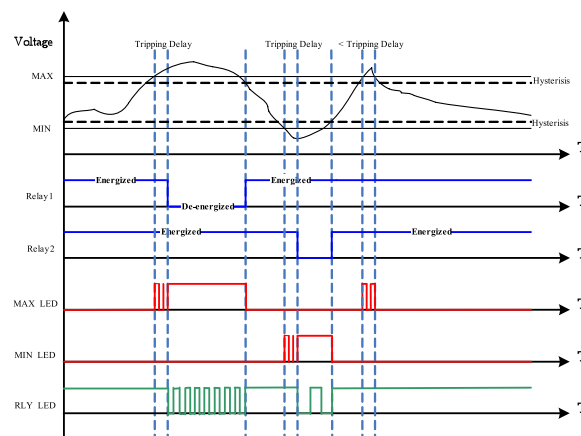 Voltage
Tripping Delay
Tripping Delay
< Tripping Delay
MAX
Hysterisis
MIN
Hysterisis
T
Energized
Energized
Relay1
De-energized
T
Energized
Energized
Relay2
T
MAX LED
T
MIN LED
T
RLY LED
T